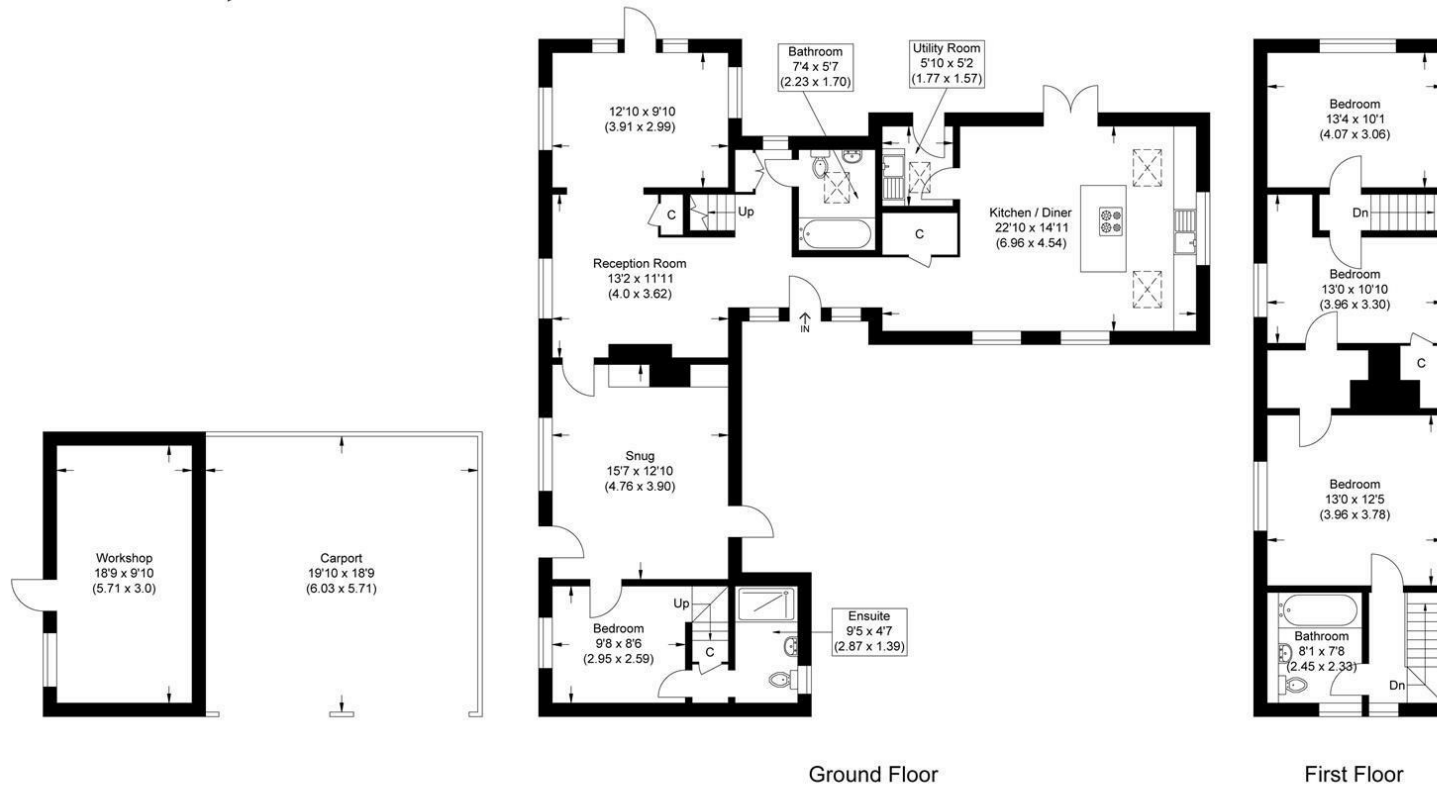 Bathroom
7'4 x 5'7
(2.23 x 1.70)
Utility Room
5'10 x 5'2
(1.77 x 1.57)
12'10 x 9'10
(3.91 x 2.99)
Bedroom
13'4 x 10'1
(4.07 x 3.06)
C
Up
Kitchen / Diner
22'10 x 14'11
(6.96 x 4.54)
C
Dn
Reception Room
13'2 x 11'11
(4.0 x 3.62)
IN
Bedroom
13'0 x 10'10
(3.96 x 3.30)
C
Snug
15'7 x 12'10
(4.76 x 3.90)
Bedroom
13'0 x 12'5
(3.96 x 3.78)
Workshop
18'9 x 9'10
(5.71 x 3.0)
Carport
19'10 x 18'9
(6.03 x 5.71)
Bedroom
9'8 x 8'6
(2.95 x 2.59)
Up
C
Ensuite
9'5 x 4'7
(2.87 x 1.39)
Bathroom
8'1 x 7'8
(2.45 x 2.33)
Dn
Ground Floor
First Floor